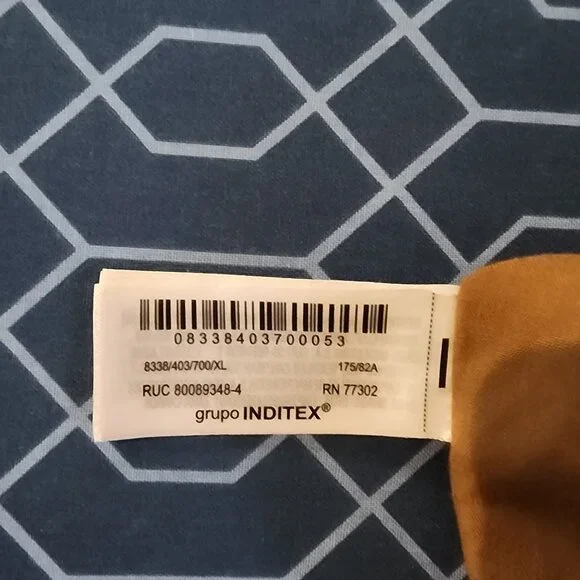 08338403700053
8338/403/700/XL 175/82A
RUC 80089348-4 RN 77302
grupo INDITEX®